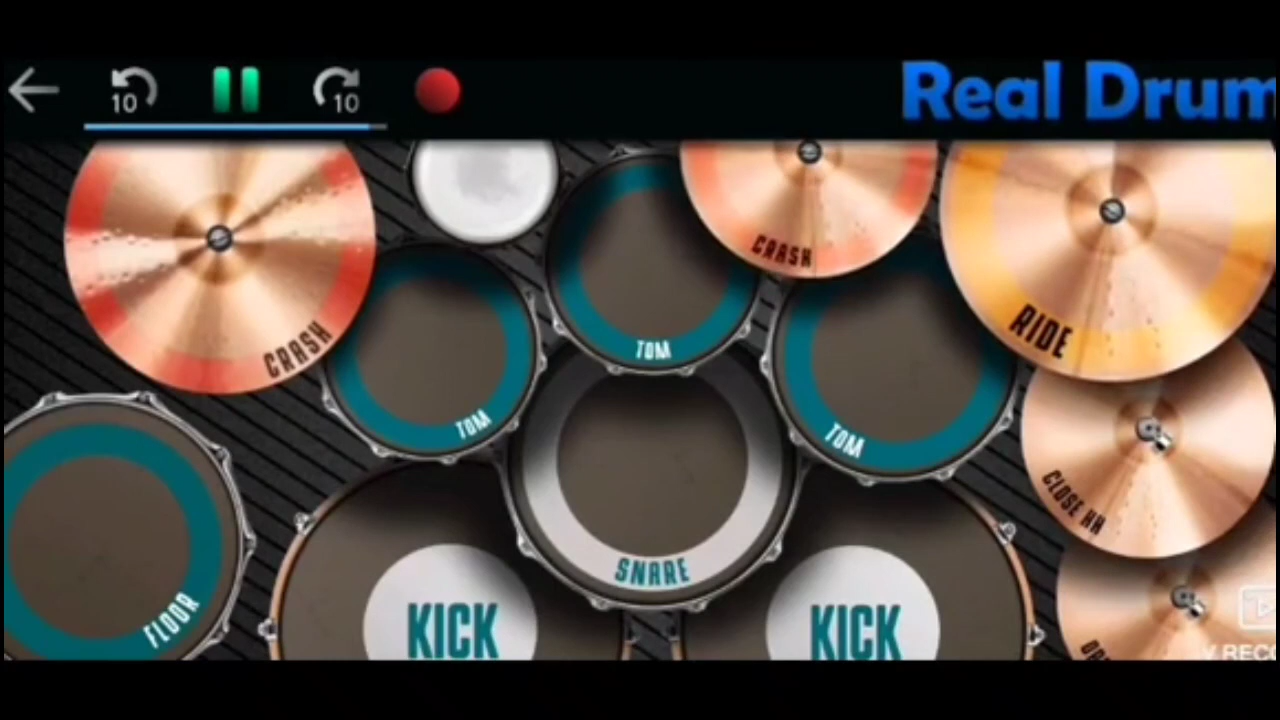 10
10
Real Drum
CRASH
CRASH
RIDE
TOM
TOM
TOM
CLOSE HH
SNARE
FLOOR
KICK
KICK